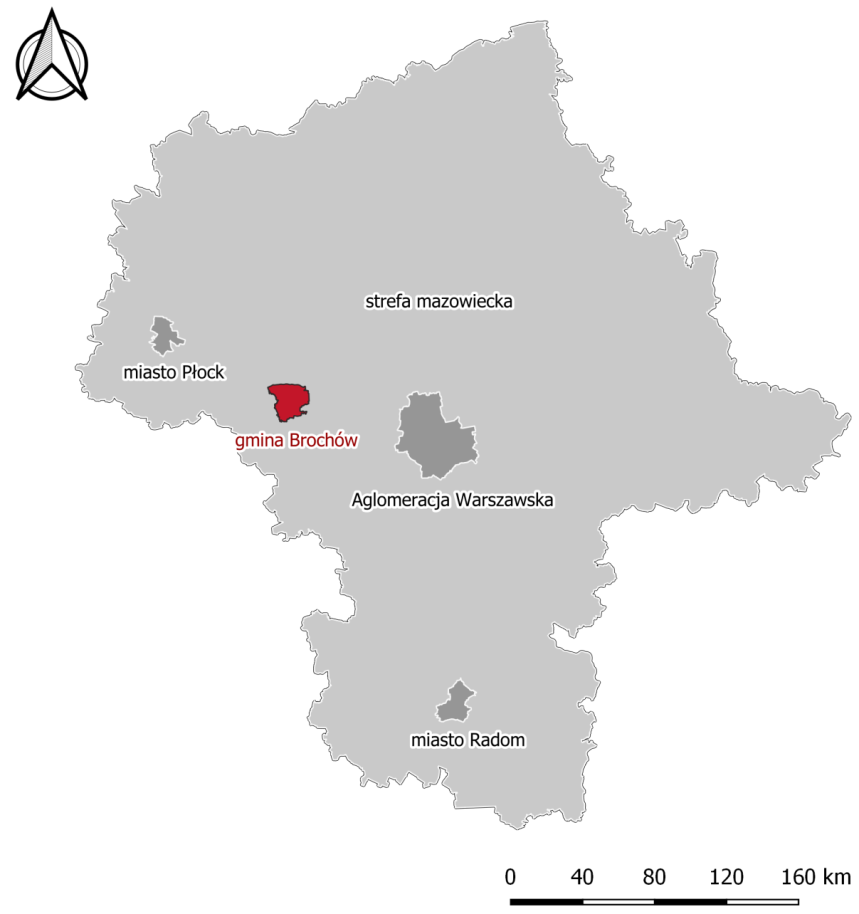 strefa mazowiecka
miasto Płock
gmina Brochów
Aglomeracja Warszawska
miasto Radom
0 40 80 120 160 km